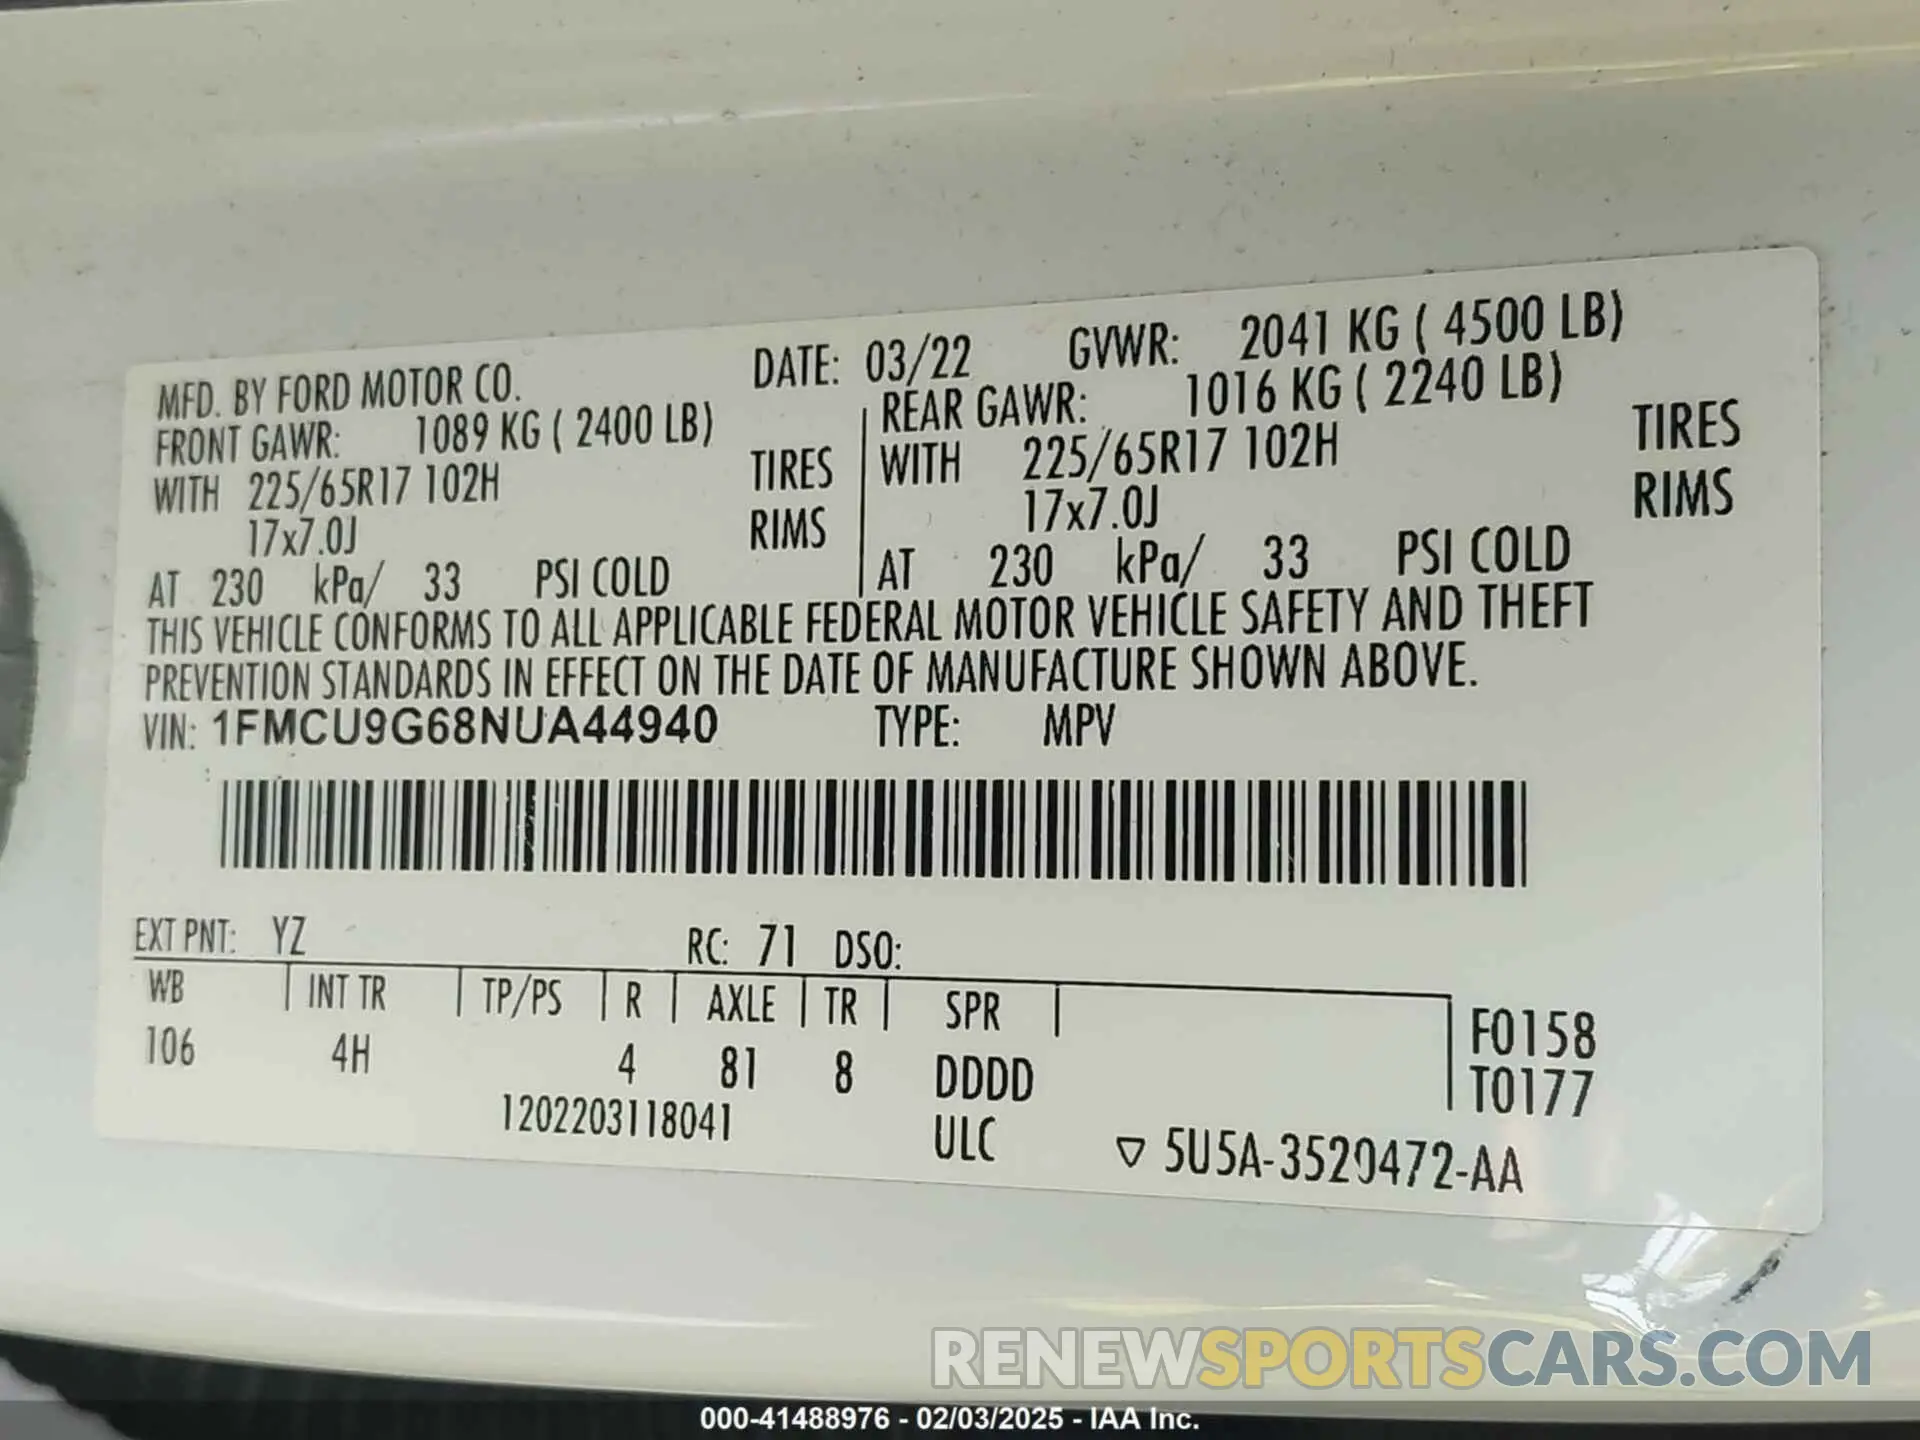 MFD. BY FORD MOTOR CO. DATE: 03/22 GVWR: 2041 KG ( 4500 LB)
FRONT GAWR: 1089 KG ( 2400 LB) REAR GAWR: 1016 KG ( 2240 LB)
WITH 225/65R17 102H TIRES WITH 225/65R17 102H TIRES
17x7.0J RIMS 17x7.0J RIMS
AT 230 kPa/ 33 PSI COLD AT 230 kPa/ 33 PSI COLD
THIS VEHICLE CONFORMS TO ALL APPLICABLE FEDERAL MOTOR VEHICLE SAFETY AND THEFT
PREVENTION STANDARDS IN EFFECT ON THE DATE OF MANUFACTURE SHOWN ABOVE.
VIN: 1FMCU9G68NUA44940 TYPE: MPV
EXT PNT: YZ RC: 71 DSO:
WB INT TR TP/PS R AXLE TR SPR F0158
106 4H 4 81 8 DDDD T0177
1202203118041 ULC ▽ 5U5A-3520472-AA
RENEWSPORTSCARS.COM
000-41488976 - 02/03/2025 - IAA Inc.